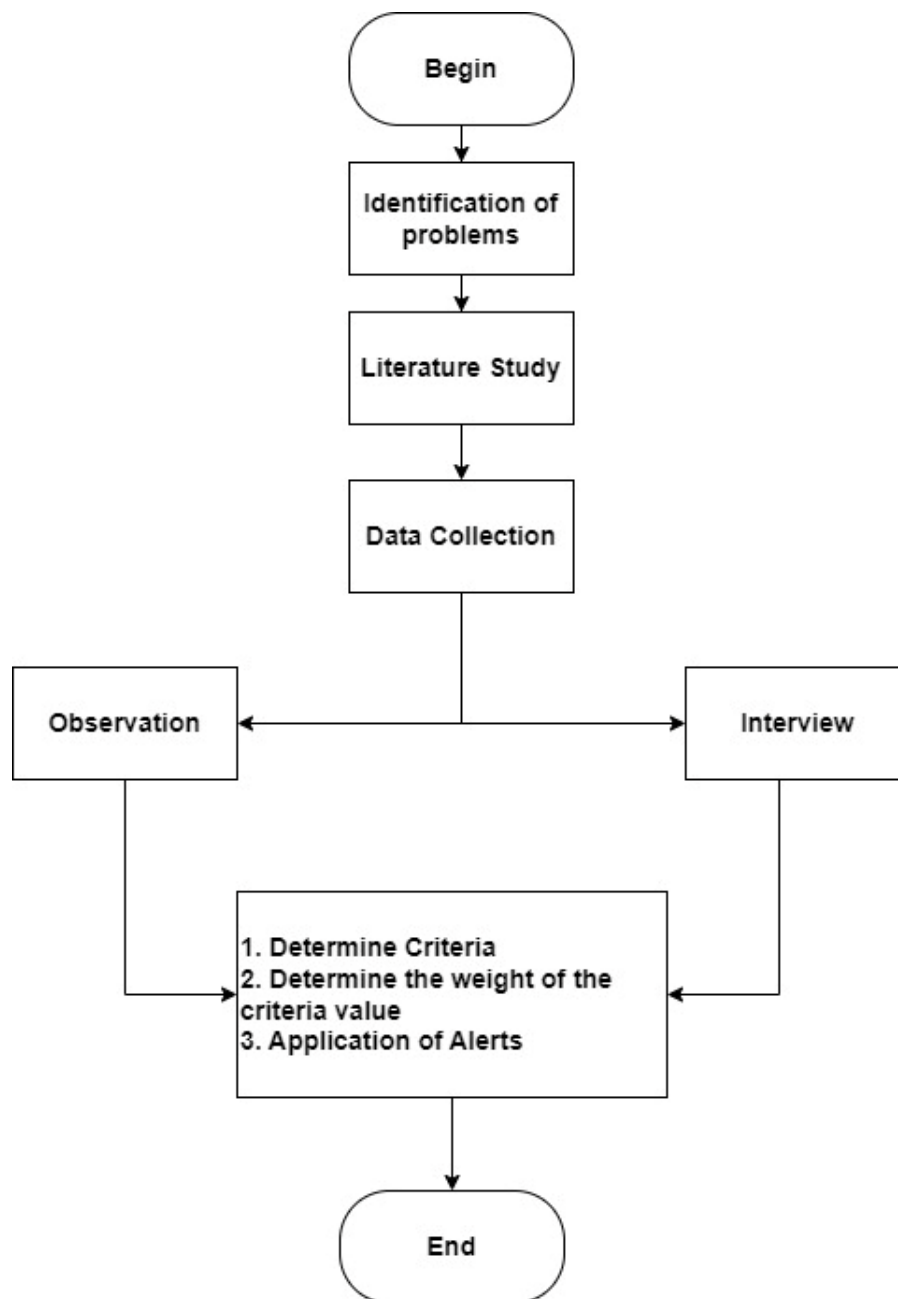 Begin
Identification of
problems
Literature Study
Data Collection
Observation
Interview
1. Determine Criteria
2. Determine the weight of the
criteria value
3. Application of Alerts
End